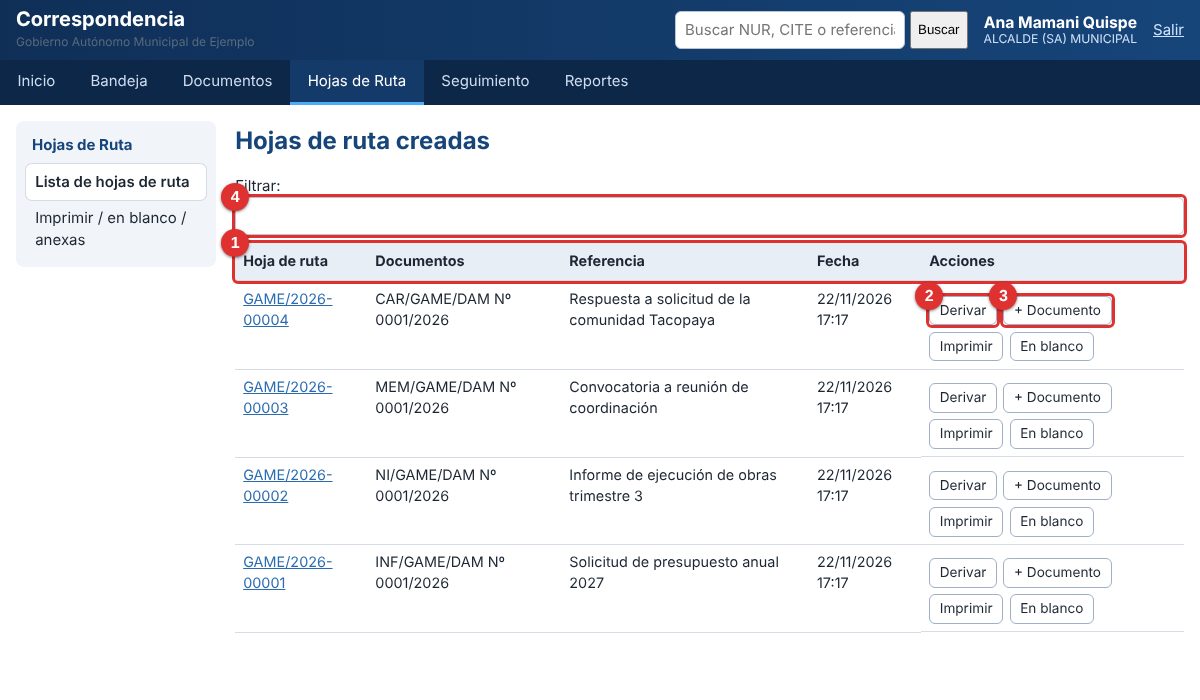 Correspondencia
Gobierno Autónomo Municipal de Ejemplo
Buscar NUR, CITE o referenci
Buscar
Ana Mamani Quispe
ALCALDE (SA) MUNICIPAL
Salir
Inicio
Bandeja
Documentos
Hojas de Ruta
Seguimiento
Reportes
Hojas de Ruta
Lista de hojas de ruta
Imprimir / en blanco /
anexas
Hojas de ruta creadas
Filtrar:
4
1
Hoja de ruta
Documentos
Referencia
Fecha
Acciones
GAME/2026-
00004
CAR/GAME/DAM Nº
0001/2026
Respuesta a solicitud de la
comunidad Tacopaya
22/11/2026
17:17
2
Derivar
3
+ Documento
Imprimir
En blanco
GAME/2026-
00003
MEM/GAME/DAM Nº
0001/2026
Convocatoria a reunión de
coordinación
22/11/2026
17:17
Derivar
+ Documento
Imprimir
En blanco
GAME/2026-
00002
NI/GAME/DAM Nº
0001/2026
Informe de ejecución de obras
trimestre 3
22/11/2026
17:17
Derivar
+ Documento
Imprimir
En blanco
GAME/2026-
00001
INF/GAME/DAM Nº
0001/2026
Solicitud de presupuesto anual
2027
22/11/2026
17:17
Derivar
+ Documento
Imprimir
En blanco